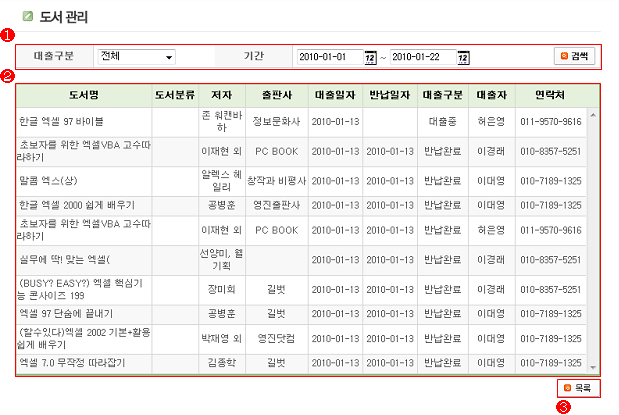 도서 관리
1
대출구분 전체 기간 2010-01-01 12 ~ 2010-01-22 12 검색
2
도서명 도서분류 저자 출판사 대출일자 반납일자 대출구분 대출자 연락처
한글 엑셀 97 바이블 존 워캔바하 정보문화사 2010-01-13 대출중 허은영 011-9570-9616
초보자를 위한 엑셀VBA 고수따라하기 이재현 외 PC BOOK 2010-01-13 2010-01-13 반납완료 이경래 010-8357-5251
말콤 엑스(상) 알렉스 헤일리 창작과 비평사 2010-01-13 2010-01-13 반납완료 이대영 010-7189-1325
한글 엑셀 2000 쉽게 배우기 공병훈 영진출판사 2010-01-13 2010-01-13 반납완료 이대영 010-7189-1325
초보자를 위한 엑셀VBA 고수따라하기 이재현 외 PC BOOK 2010-01-13 2010-01-13 반납완료 허은영 011-9570-9616
실무에 딱! 맞는 엑셀( 선양미, 웰기획 2010-01-13 2010-01-13 반납완료 이경래 010-8357-5251
(BUSY? EASY?) 엑셀 핵심기능 콘사이즈 199 장미희 길벗 2010-01-13 2010-01-13 반납완료 이경래 010-8357-5251
엑셀 97 단숨에 끝내기 공병훈 길벗 2010-01-13 2010-01-13 반납완료 이대영 010-7189-1325
(할수있다)엑셀 2002 기본+활용 쉽게 배우기 박재영 외 영진닷컴 2010-01-13 2010-01-13 반납완료 이대영 010-7189-1325
엑셀 7.0 무작정 따라잡기 김종학 길벗 2010-01-13 2010-01-13 반납완료 이대영 010-7189-1325
목록
3